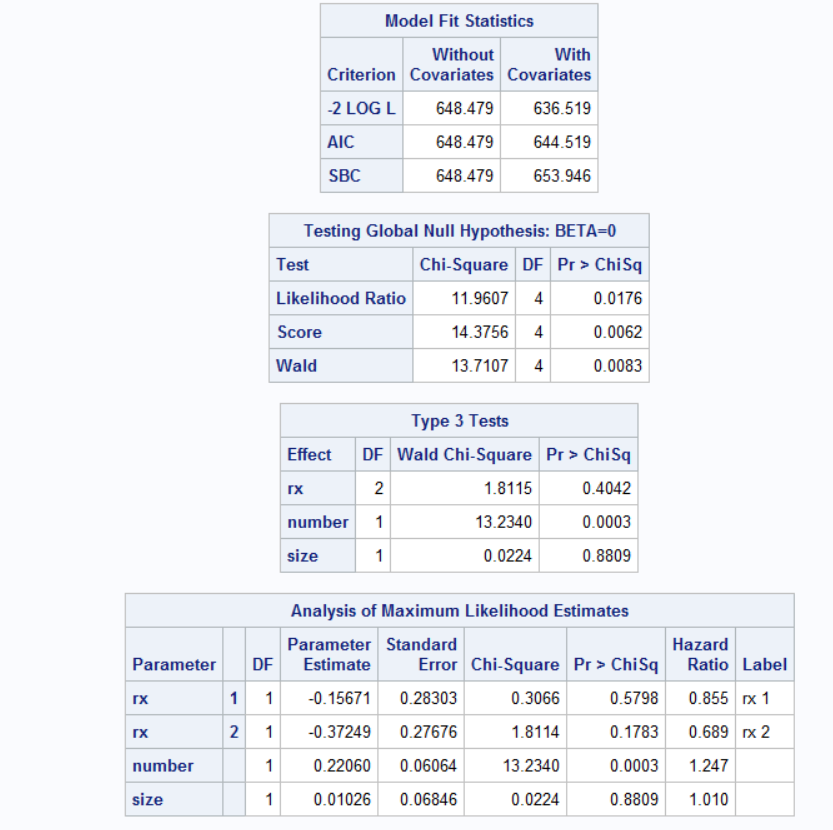 Model Fit Statistics
Criterion Without Covariates With Covariates
-2 LOG L 648.479 636.519
AIC 648.479 644.519
SBC 648.479 653.946
Testing Global Null Hypothesis: BETA=0
Test Chi-Square DF Pr > ChiSq
Likelihood Ratio 11.9607 4 0.0176
Score 14.3756 4 0.0062
Wald 13.7107 4 0.0083
Type 3 Tests
Effect DF Wald Chi-Square Pr > ChiSq
rx 2 1.8115 0.4042
number 1 13.2340 0.0003
size 1 0.0224 0.8809
Analysis of Maximum Likelihood Estimates
Parameter DF Parameter Estimate Standard Error Chi-Square Pr > ChiSq Hazard Ratio Label
rx 1 1 -0.15671 0.28303 0.3066 0.5798 0.855 rx 1
rx 2 1 -0.37249 0.27676 1.8114 0.1783 0.689 rx 2
number 1 0.22060 0.06064 13.2340 0.0003 1.247
size 1 0.01026 0.06846 0.0224 0.8809 1.010